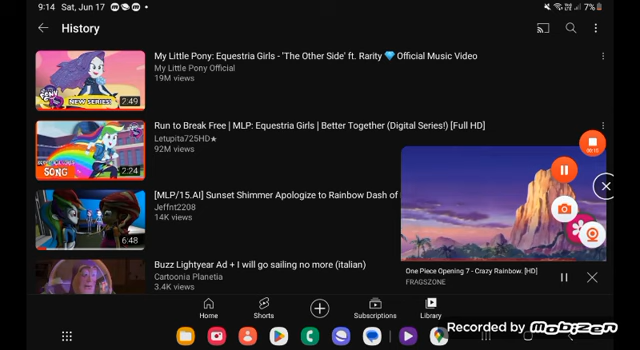 9:14 Sat, Jun 17
7%
History
My Little Pony: Equestria Girls - 'The Other Side' ft. Rarity 💎 Official Music Video
My Little Pony Official
19M views
NEW SERIES!
2:49
Run to Break Free | MLP: Equestria Girls | Better Together (Digital Series!) [Full HD]
Letupita725HD★
92M views
SONG
2:24
[MLP/15.AI] Sunset Shimmer Apologize to Rainbow Dash of
Jeffnt2208
14K views
6:48
Buzz Lightyear Ad + I will go sailing no more (italian)
Cartoonia Planetia
3.4K views
One Piece Opening 7 - Crazy Rainbow. [HD]
FRAGSZONE
Home
Shorts
Subscriptions
Library
Recorded by mobizen